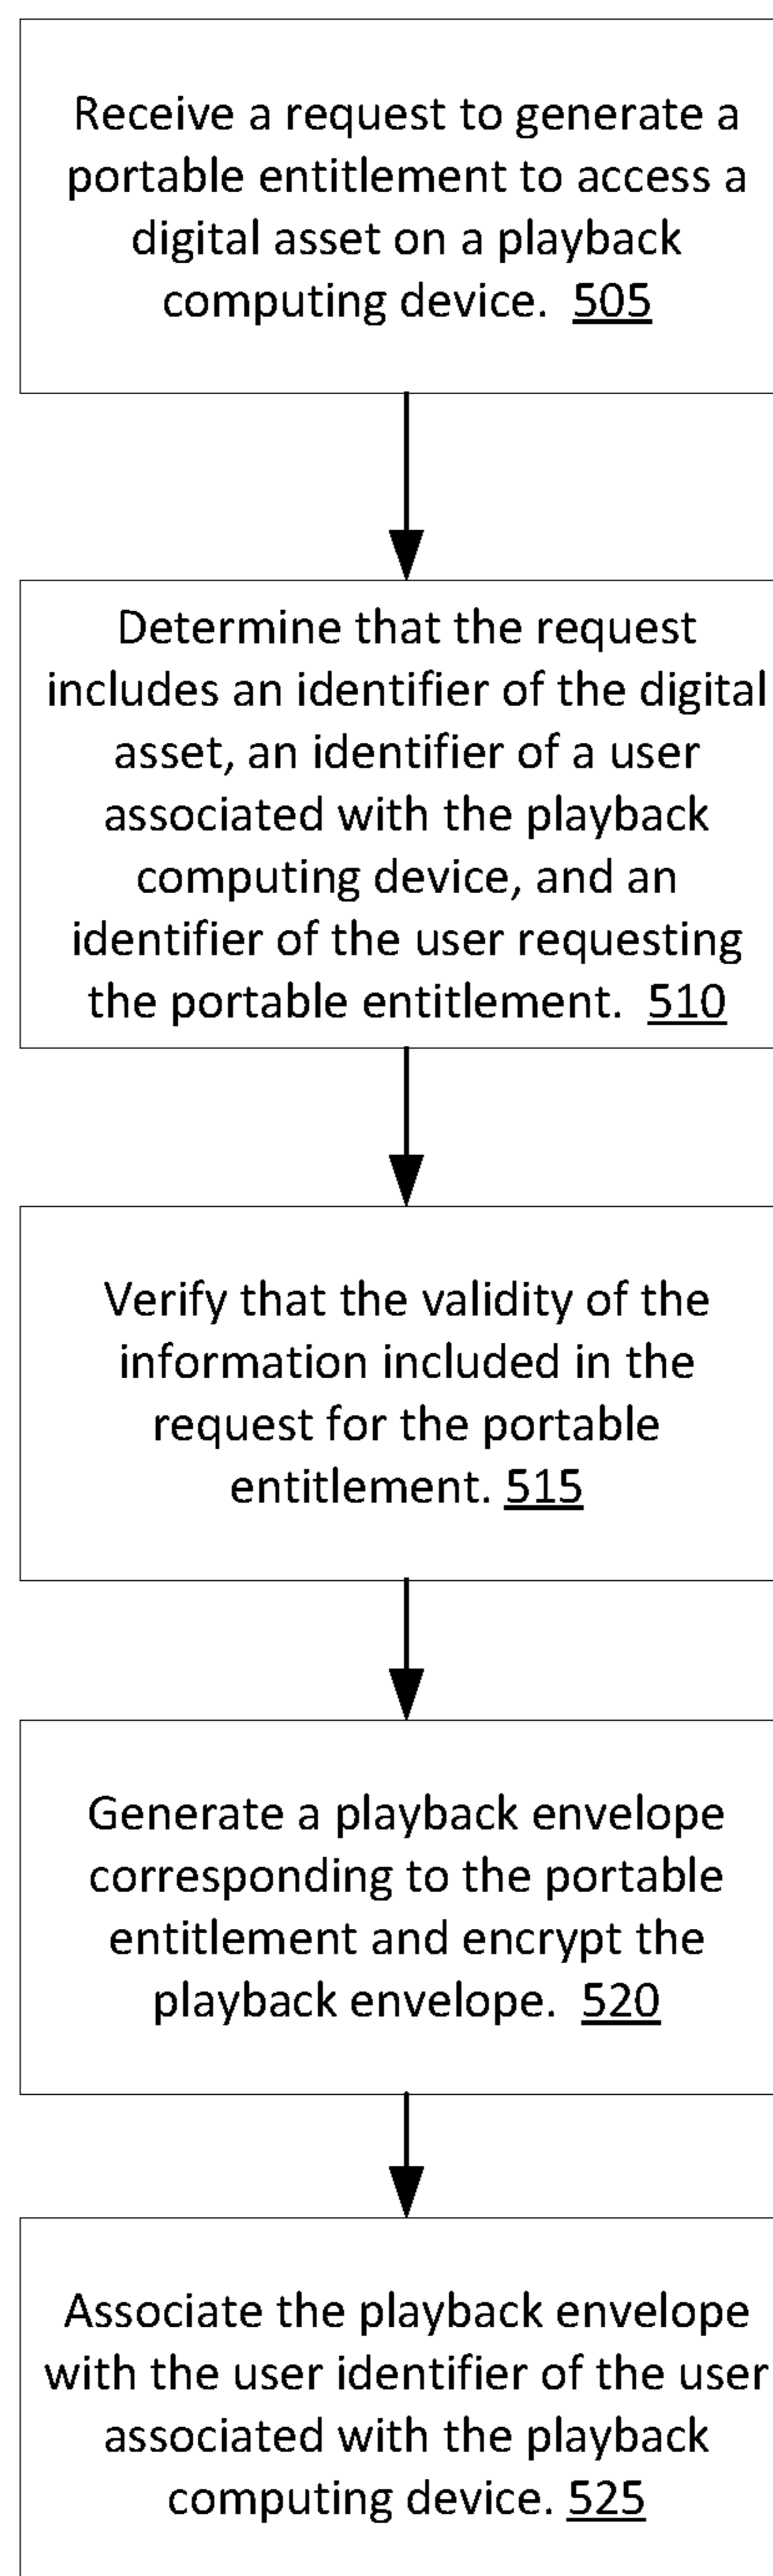 Receive a request to generate a
portable entitlement to access a
digital asset on a playback
computing device. 505
Determine that the request
includes an identifier of the digital
asset, an identifier of a user
associated with the playback
computing device, and an
identifier of the user requesting
the portable entitlement. 510
Verify that the validity of the
information included in the
request for the portable
entitlement. 515
Generate a playback envelope
corresponding to the portable
entitlement and encrypt the
playback envelope. 520
Associate the playback envelope
with the user identifier of the user
associated with the playback
computing device. 525